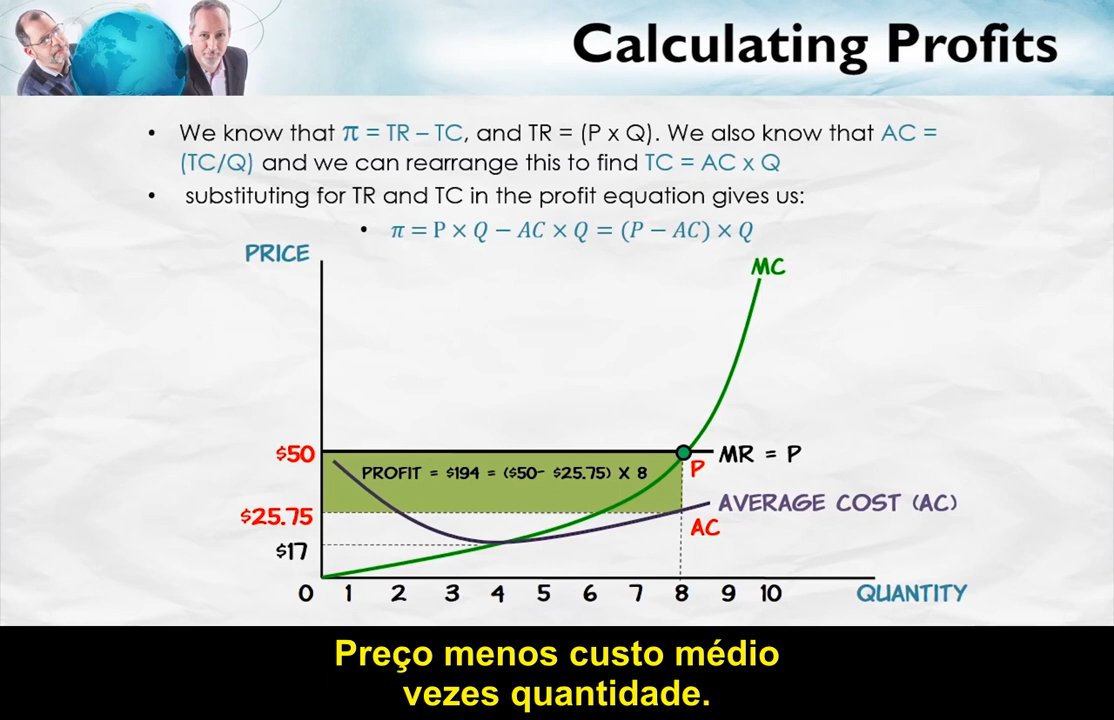 Calculating Profits
• We know that π = TR – TC, and TR = (P x Q). We also know that AC =
(TC/Q) and we can rearrange this to find TC = AC x Q
• substituting for TR and TC in the profit equation gives us:
• π = P × Q − AC × Q = (P − AC) × Q
PRICE
MC
$50
MR = P
PROFIT = $194 = ($50- $25.75) X 8
P
AVERAGE COST (AC)
$25.75
AC
$17
0 1 2 3 4 5 6 7 8 9 10
QUANTITY
Preço menos custo médio
vezes quantidade.